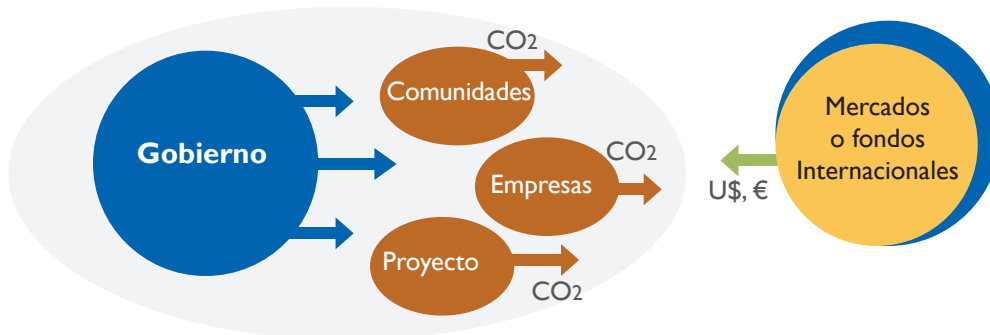 Gobierno
CO2
Comunidades
CO2
Empresas
Proyecto
CO2
U$, €
Mercados
o fondos
Internacionales